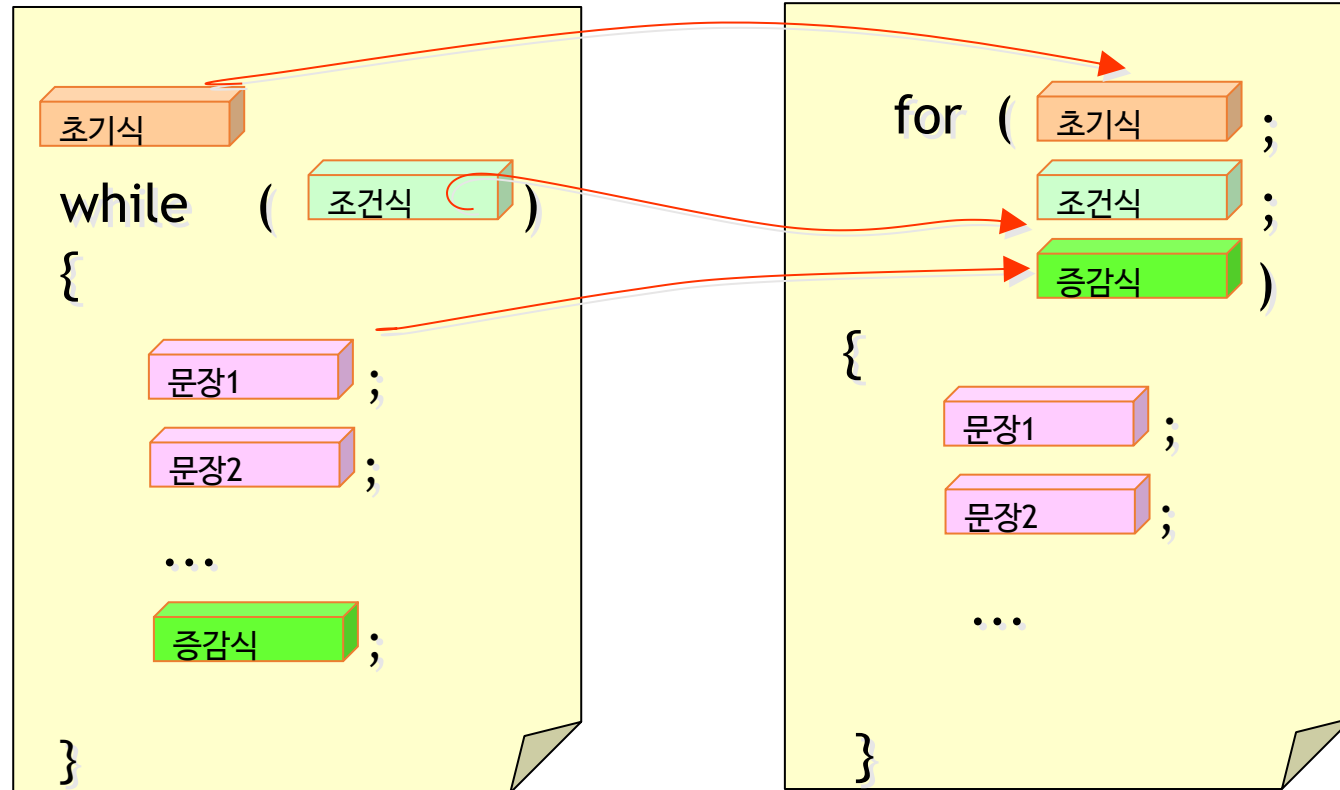 초기식
while ( 조건식 )
{
문장1 ;
문장2 ;
...
증감식 ;
}
for ( 초기식 ;
조건식 ;
증감식 )
{
문장1 ;
문장2 ;
...
}